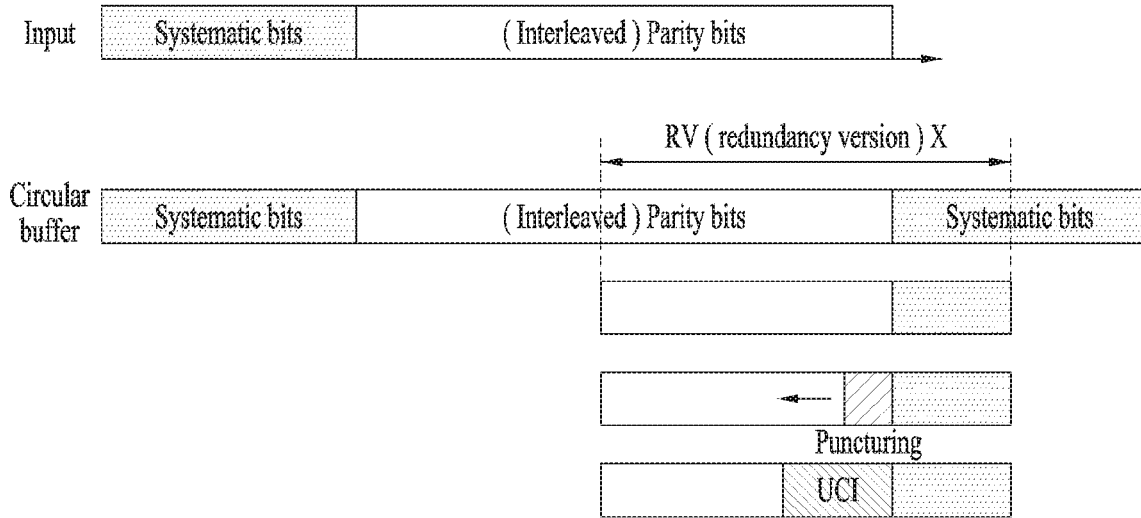 Input
Systematic bits
( Interleaved ) Parity bits
RV ( redundancy version ) X
Circular
buffer
Systematic bits
( Interleaved ) Parity bits
Systematic bits
Puncturing
UCI